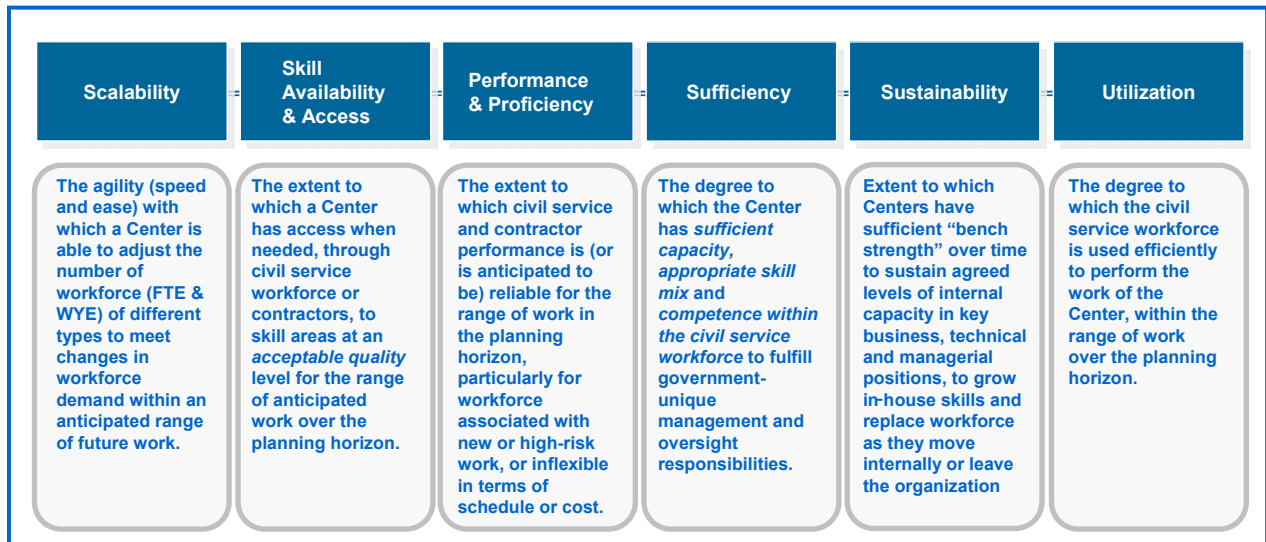 Scalability
Skill
Availability
& Access
Performance
& Proficiency
Sufficiency
Sustainability
Utilization
The agility (speed
and ease) with
which a Center is
able to adjust the
number of
workforce (FTE &
WYE) of different
types to meet
changes in
workforce
demand within an
anticipated range
of future work.
The extent to
which a Center
has access when
needed, through
civil service
workforce or
contractors, to
skill areas at an
acceptable quality
level for the range
of anticipated
work over the
planning horizon.
The extent to
which civil service
and contractor
performance is (or
is anticipated to
be) reliable for the
range of work in
the planning
horizon,
particularly for
workforce
associated with
new or high-risk
work, or inflexible
in terms of
schedule or cost.
The degree to
which the Center
has sufficient
capacity,
appropriate skill
mix and
competence within
the civil service
workforce to fulfill
government-
unique
management and
oversight
responsibilities.
Extent to which
Centers have
sufficient “bench
strength” over time
to sustain agreed
levels of internal
capacity in key
business, technical
and managerial
positions, to grow
in-house skills and
replace workforce
as they move
internally or leave
the organization
The degree to
which the civil
service workforce
is used efficiently
to perform the
work of the
Center, within the
range of work
over the planning
horizon.